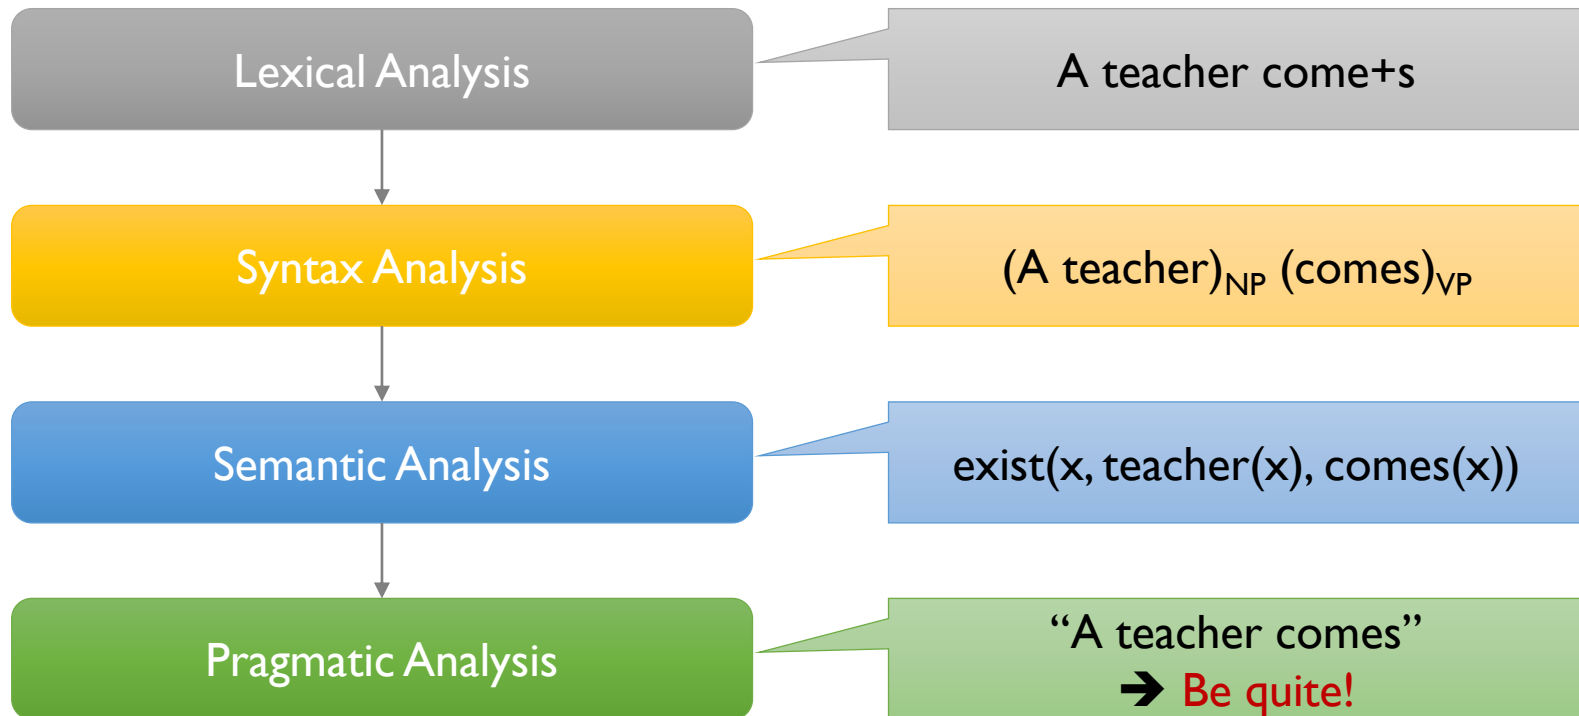 Lexical Analysis
A teacher come+s
Syntax Analysis
(A teacher)NP (comes)VP
Semantic Analysis
exist(x, teacher(x), comes(x))
Pragmatic Analysis
“A teacher comes”
➔ Be quite!